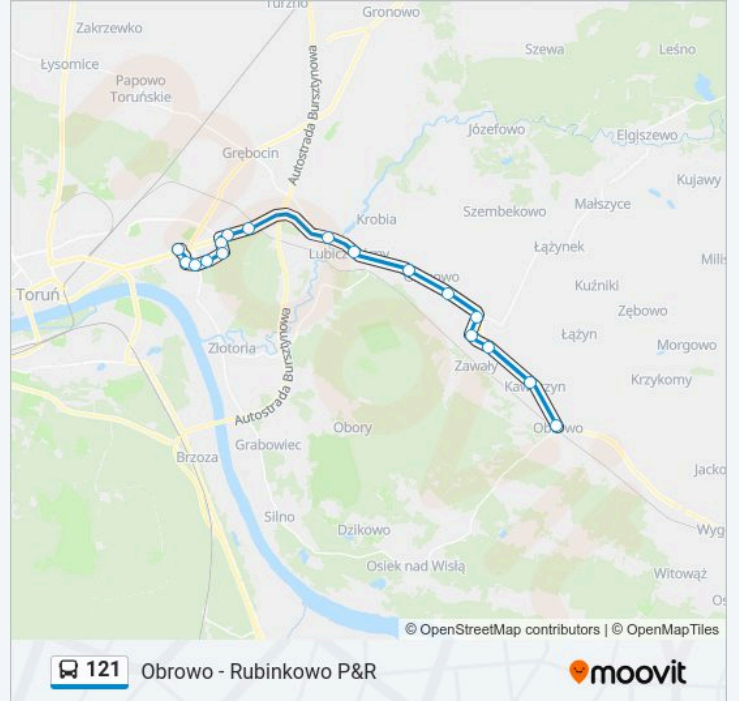 Turzno
Gronowo
Zakrzewko
Szewa
Leśno
Łysomice
Papowo
Toruńskie
Autostrada Bursztynowa
Józefowo
Elgiszewo
Grębocin
Kujawy
Małszyce
Szembekowo
Krobia
Łążynek
Kuźniki
Toruń
Zębowo
Łążyn
Złotoria
Morgowo
Zawały
Krzykomy
Autostrada Bursztynowa
Obory
Grabowiec
Brzoza
Jacko
Silno
Dzikowo
Wyg
Osiek nad Wisłą
Witowąż
© OpenStreetMap contributors | © OpenMapTiles
121 Obrowo - Rubinkowo P&R
moovit